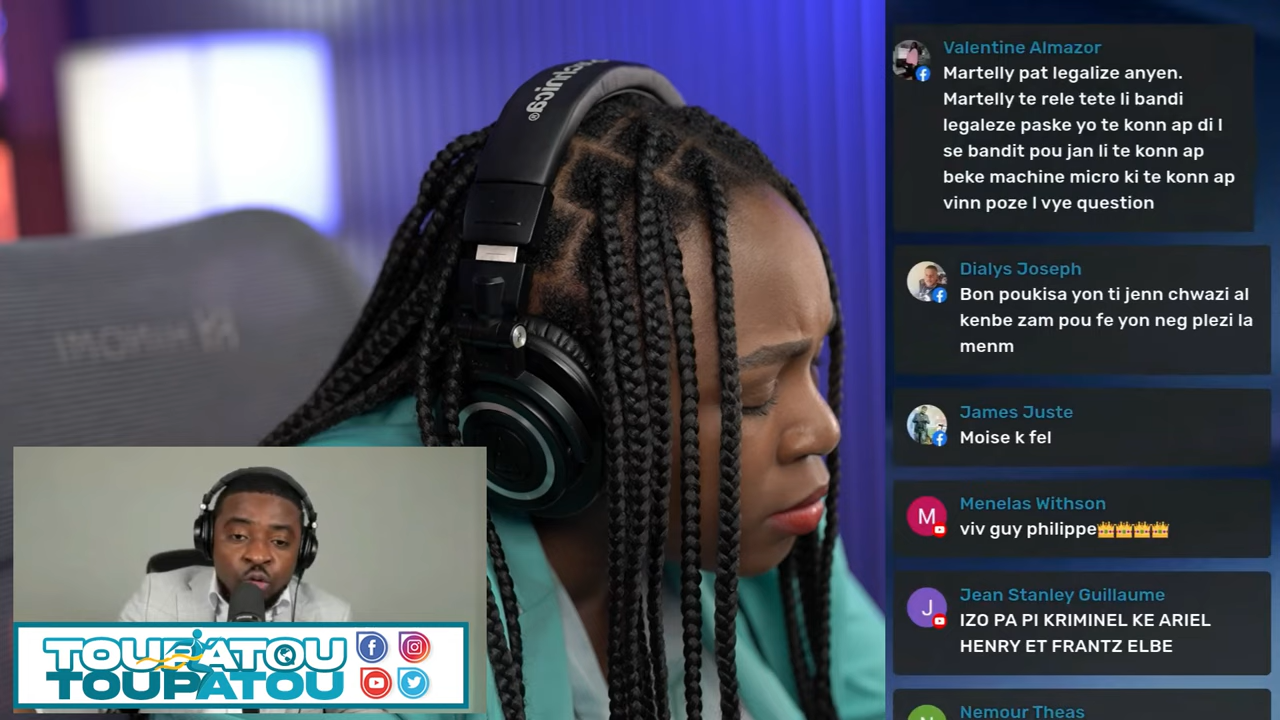 Technica®
Valentine Almazor
Martelly pat legalize anyen.
Martelly te rele tete li bandi
legaleze paske yo te konn ap di l
se bandit pou jan li te konn ap
beke machine micro ki te konn ap
vinn poze l vye question
Dialys Joseph
Bon poukisa yon ti jenn chwazi al
kenbe zam pou fe yon neg plezi la
menm
James Juste
Moise k fel
M
Menelas Withson
viv guy philippe👑👑👑👑
J
Jean Stanley Guillaume
IZO PA PI KRIMINEL KE ARIEL
HENRY ET FRANTZ ELBE
Nemour Theas
TOUPATOU
TOUPATOU